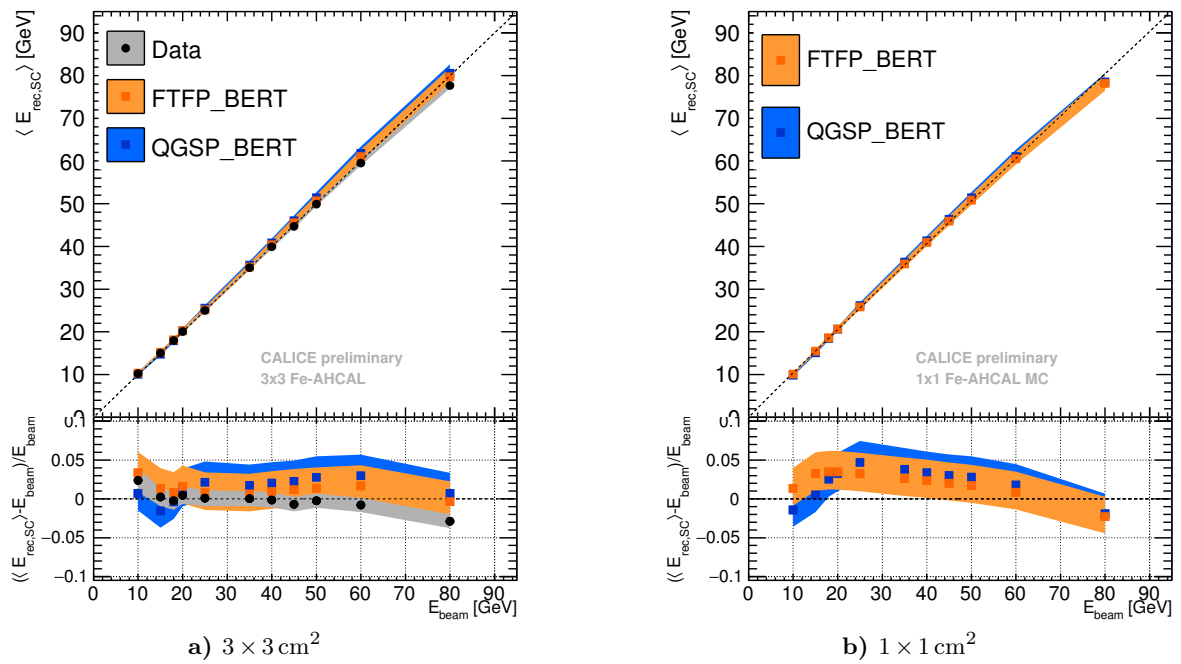 ⟨ E_rec,SC⟩ [GeV]
90
80
70
60
50
40
30
20
10
0
Data
FTFP_BERT
QGSP_BERT
CALICE preliminary
3x3 Fe-AHCAL
(⟨ E_rec,SC⟩-E_beam)/E_beam
0.1
0.05
0
−0.05
−0.1
0 10 20 30 40 50 60 70 80 90
E_beam [GeV]
a) 3 × 3 cm²
⟨ E_rec,SC⟩ [GeV]
90
80
70
60
50
40
30
20
10
0
FTFP_BERT
QGSP_BERT
CALICE preliminary
1x1 Fe-AHCAL MC
(⟨ E_rec,SC⟩-E_beam)/E_beam
0.1
0.05
0
−0.05
−0.1
0 10 20 30 40 50 60 70 80 90
E_beam [GeV]
b) 1 × 1 cm²